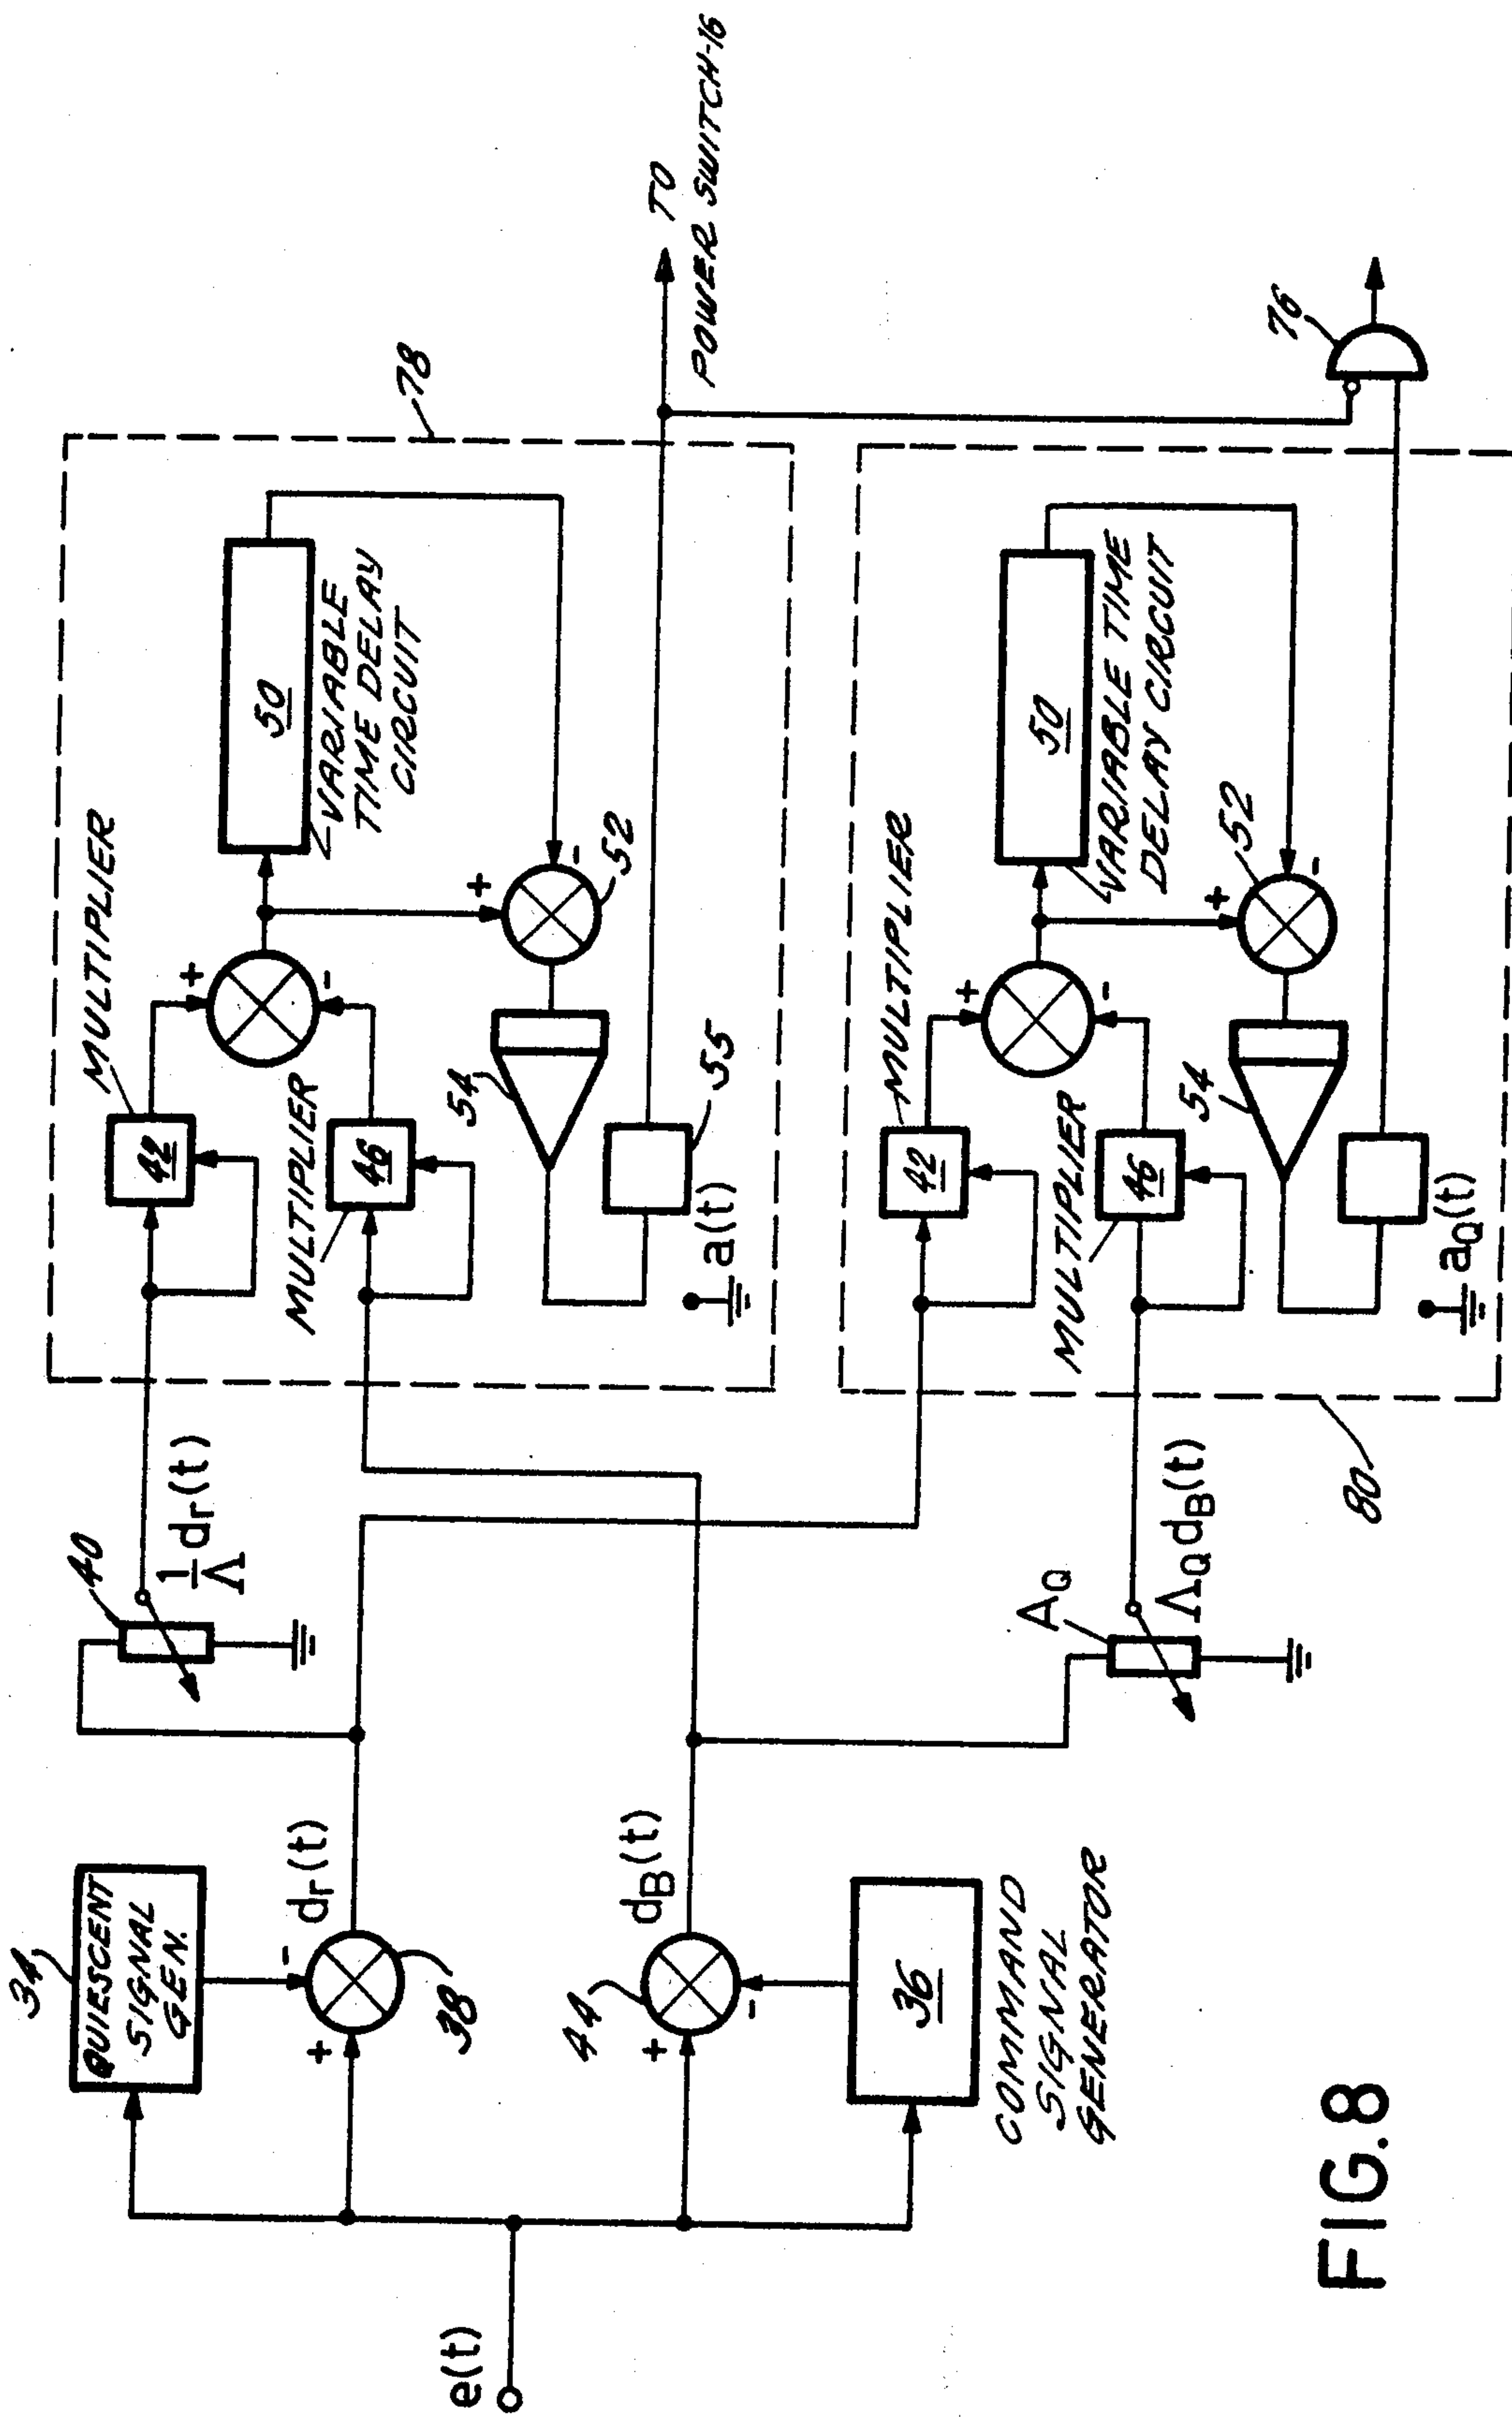 e(t)
34
QUIESCENT
SIGNAL
GEN.
-
+
38
dr(t)
44
+
-
dB(t)
36
COMMAND
SIGNAL
GENERATOR
40
1/Λ dr(t)
AQ
ΛQdB(t)
MULTIPLIER
42
+
-
MULTIPLIER
46
50
VARIABLE
TIME DELAY
CIRCUIT
+
-
52
54
55
a(t)
78
TO
POWER SWITCH-16
MULTIPLIER
42
+
-
MULTIPLIER
46
50
VARIABLE TIME
DELAY CIRCUIT
+
-
52
54
aQ(t)
80
76
FIG.8